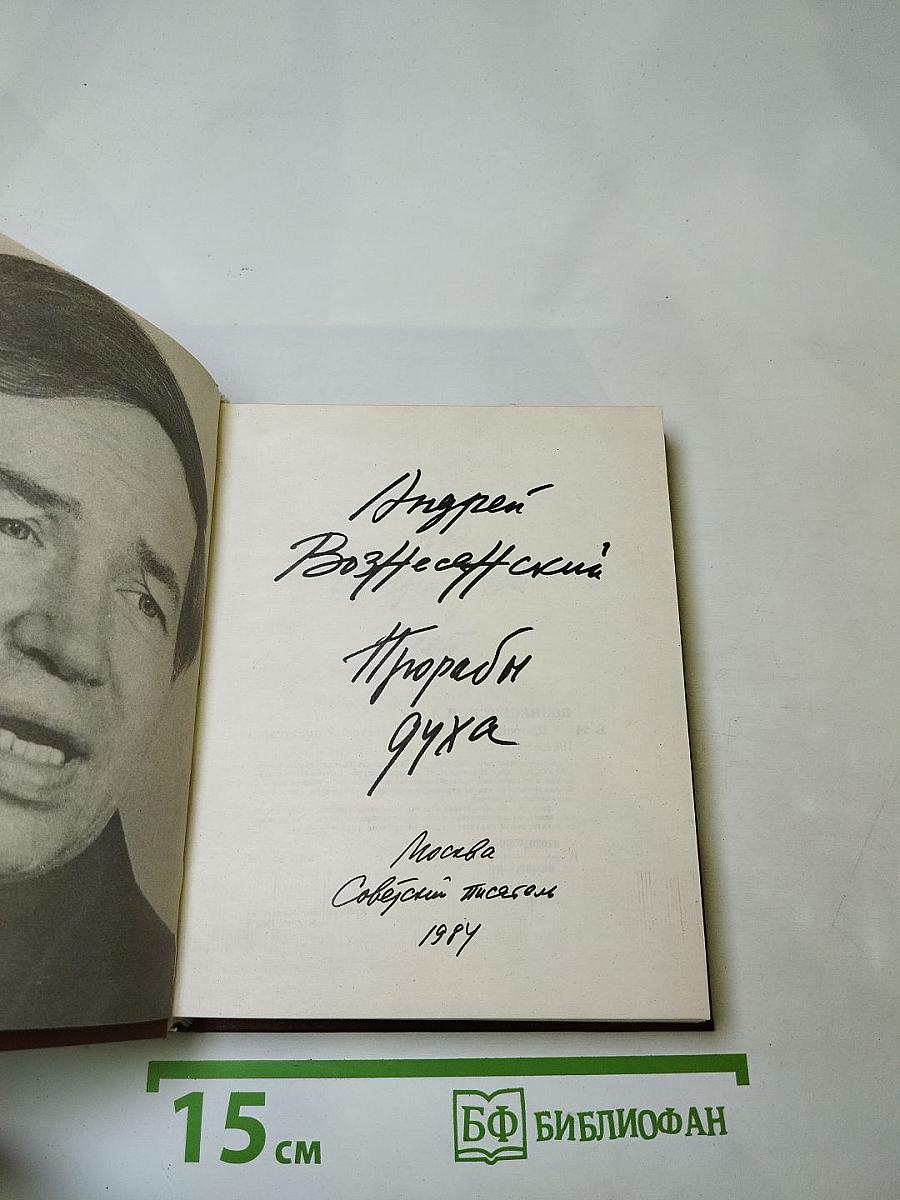 Андрей
Вознесенский
Прорабы
духа
Москва
Советский писатель
1984
15 см
БФ БИБЛИОФАН